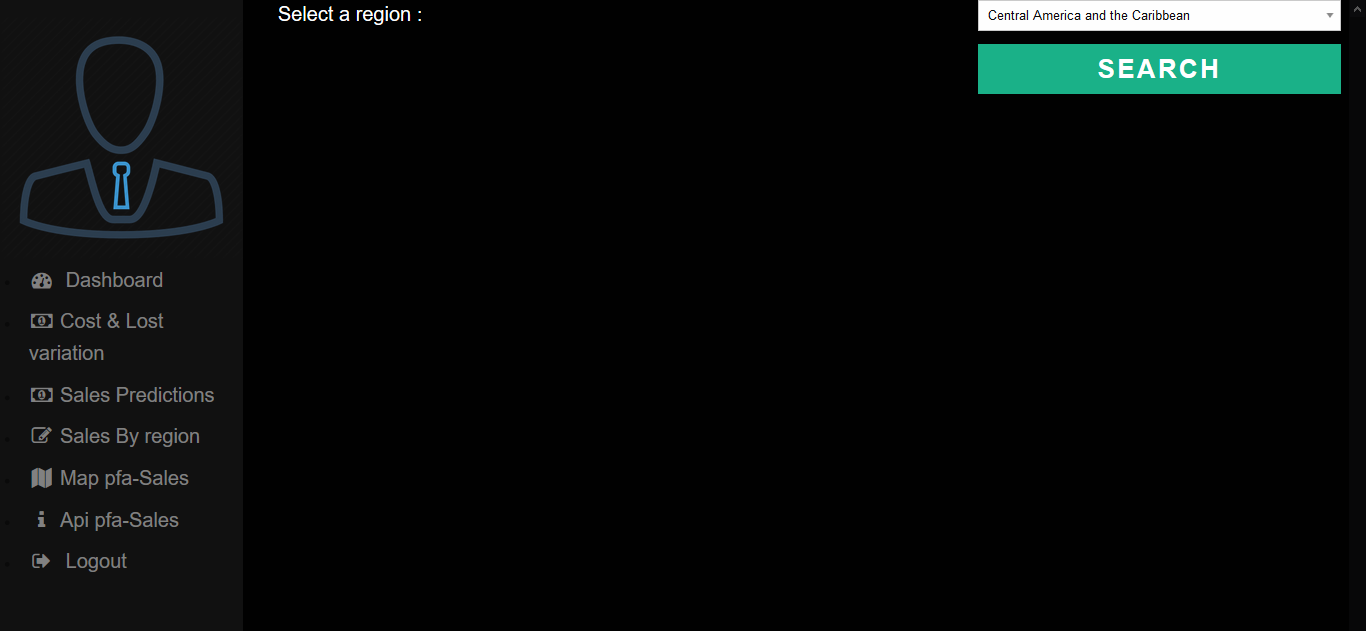 Select a region :
Central America and the Caribbean
SEARCH
Dashboard
Cost & Lost
variation
Sales Predictions
Sales By region
Map pfa-Sales
Api pfa-Sales
Logout